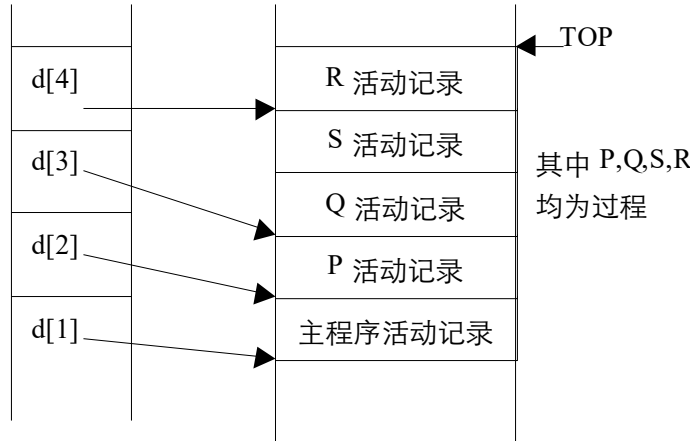 TOP
d[4]
R 活动记录
S 活动记录
d[3]
其中 P,Q,S,R
均为过程
Q 活动记录
d[2]
P 活动记录
d[1]
主程序活动记录